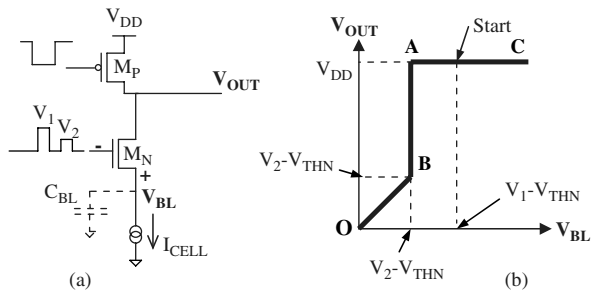 V_DD
M_P
V_OUT
V_1
V_2
-
M_N
+
C_BL
V_BL
I_CELL
(a)
V_OUT
Start
A
C
V_DD
V_2-V_THN
B
O
V_1-V_THN
V_BL
V_2-V_THN
(b)